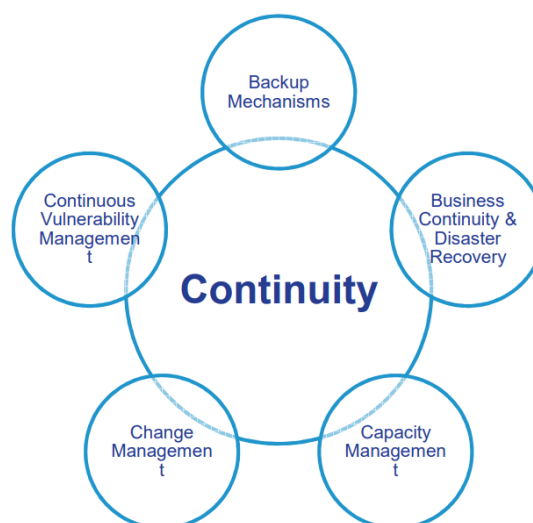 Backup
Mechanisms
Continuous
Vulnerability
Managemen
t
Business
Continuity &
Disaster
Recovery
Continuity
Change
Managemen
t
Capacity
Managemen
t